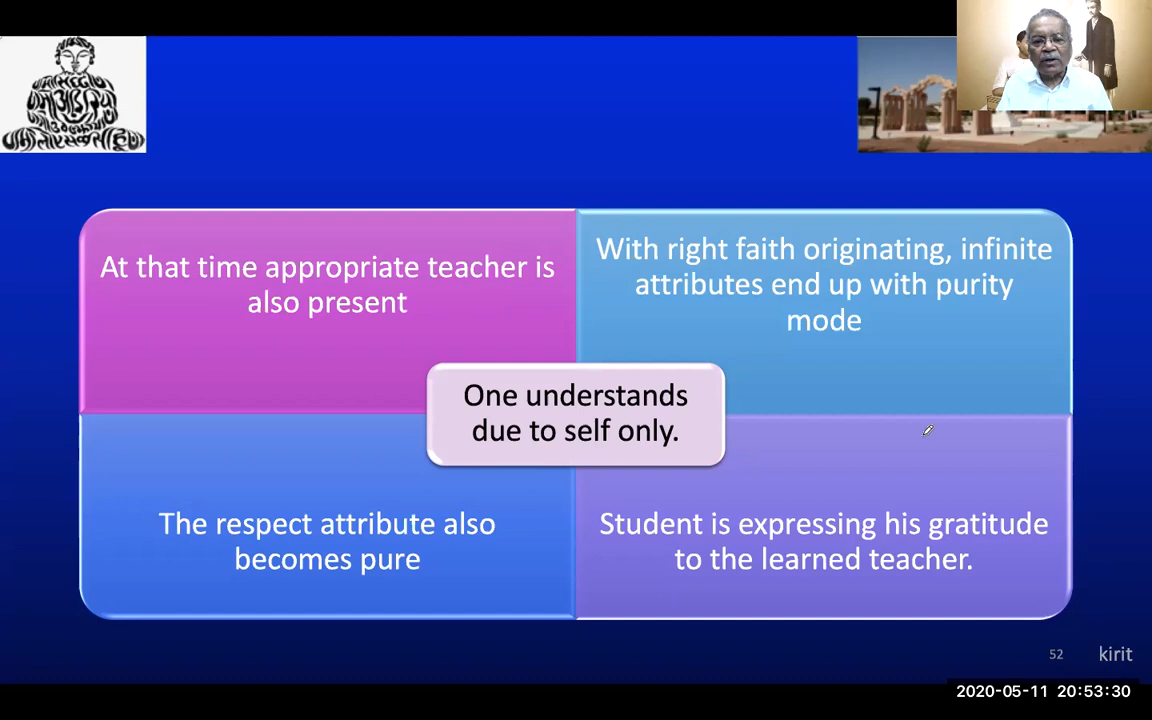 At that time appropriate teacher is
also present
With right faith originating, infinite
attributes end up with purity
mode
One understands
due to self only.
The respect attribute also
becomes pure
Student is expressing his gratitude
to the learned teacher.
52
kirit
2020-05-11 20:53:30